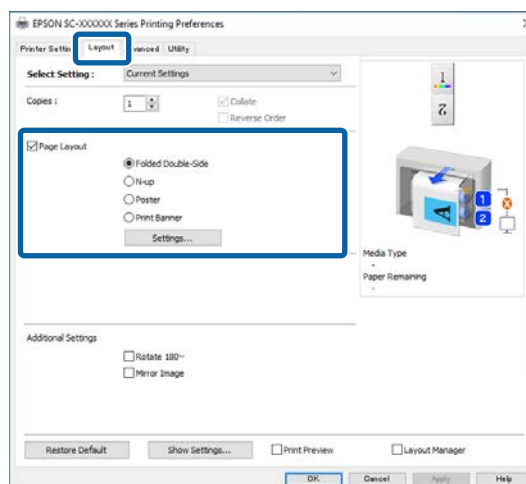 EPSON SC-XXXXXX Series Printing Preferences
Printer Settin Layout vanced Utility
Select Setting : Current Settings
Copies : 1 Collate
Reverse Order
Page Layout
Folded Double-Side
N-up
Poster
Print Banner
Settings...
1
2
A
1
2
Media Type
-
Paper Remaining
-
Additional Settings
Rotate 180°
Mirror Image
Restore Default Show Settings... Print Preview Layout Manager
OK Cancel Apply Help